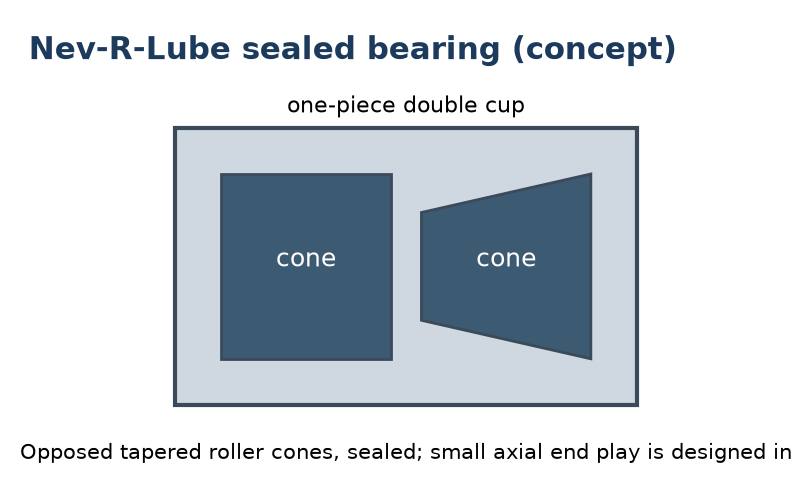 Nev-R-Lube sealed bearing (concept)
one-piece double cup
cone cone
Opposed tapered roller cones, sealed; small axial end play is designed in